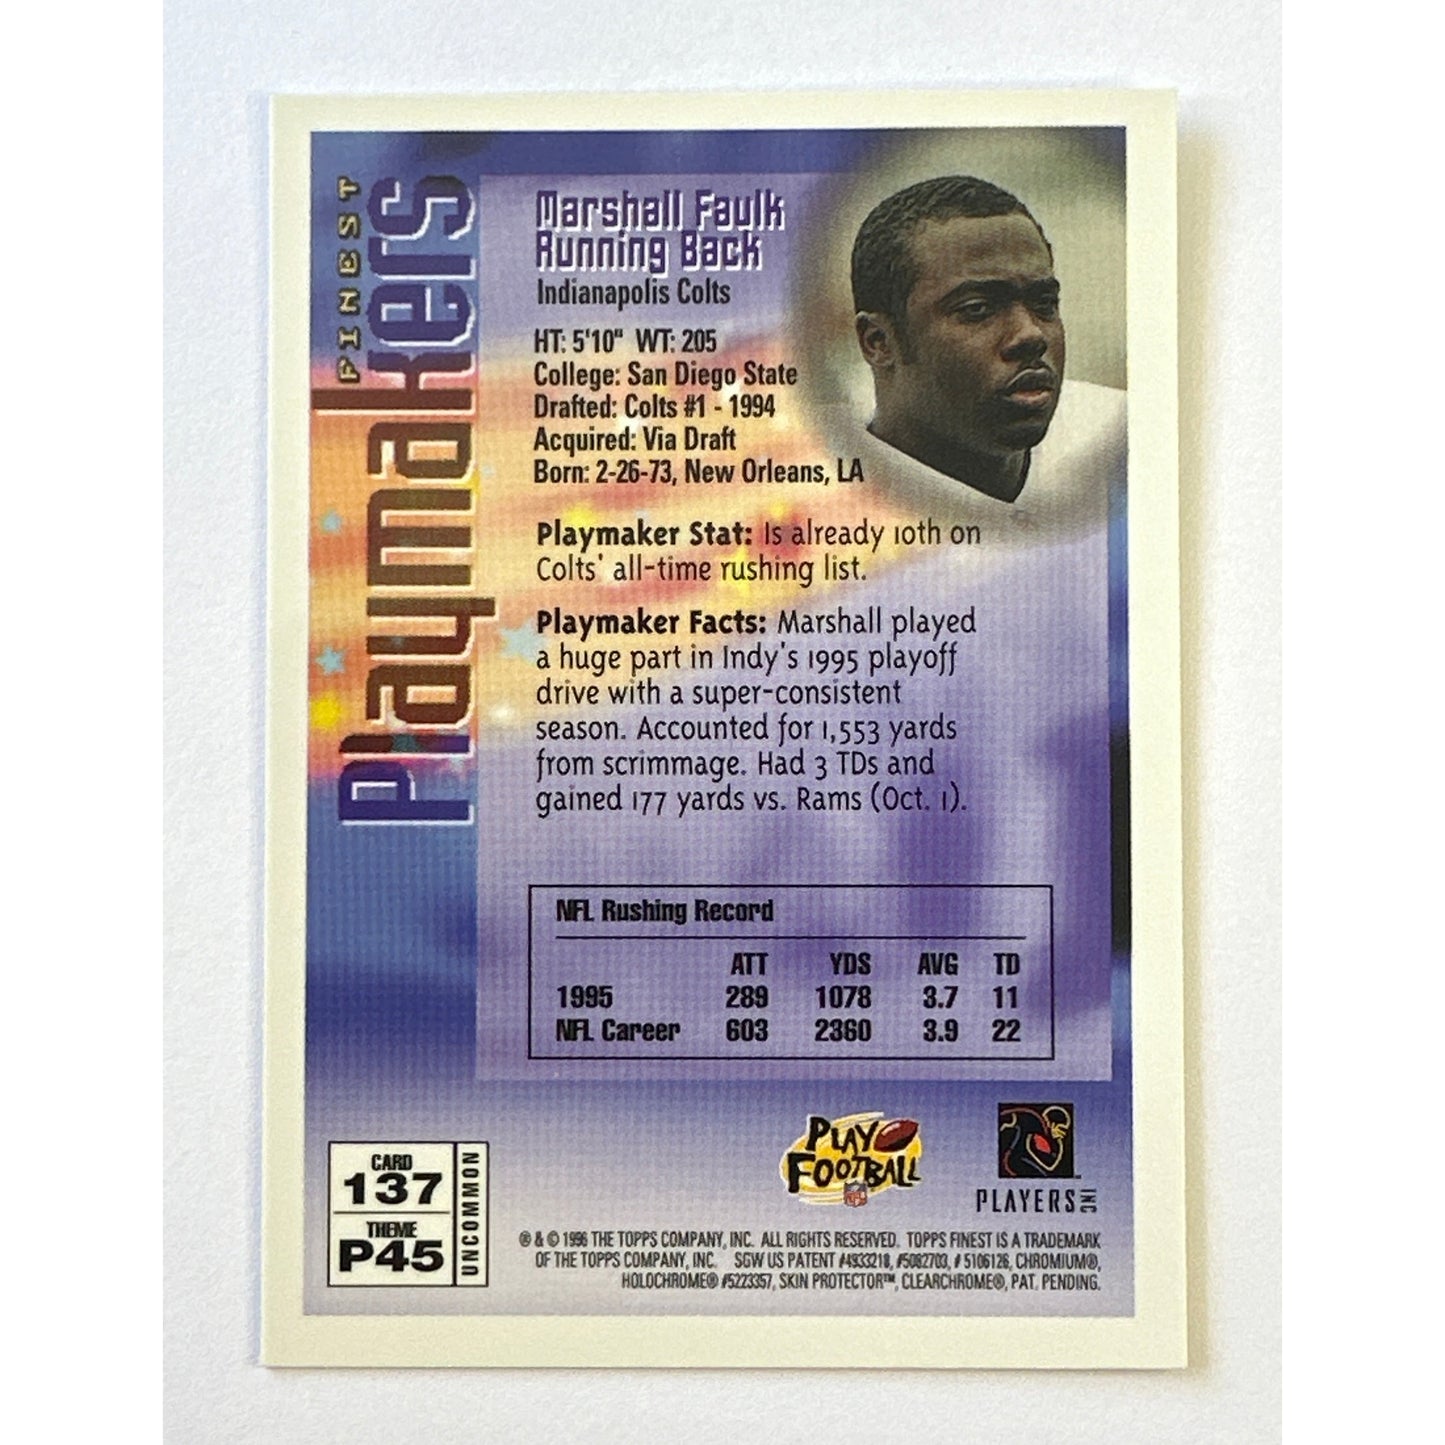 FINEST
Playmakers
Marshall Faulk
Running Back
Indianapolis Colts
HT: 5'10" WT: 205
College: San Diego State
Drafted: Colts #1 - 1994
Acquired: Via Draft
Born: 2-26-73, New Orleans, LA
Playmaker Stat: Is already 10th on
Colts' all-time rushing list.
Playmaker Facts: Marshall played
a huge part in Indy's 1995 playoff
drive with a super-consistent
season. Accounted for 1,553 yards
from scrimmage. Had 3 TDs and
gained 177 yards vs. Rams (Oct. 1).
NFL Rushing Record
ATT YDS AVG TD
1995 289 1078 3.7 11
NFL Career 603 2360 3.9 22
CARD
137
THEME
P45
UNCOMMON
PLAY
FOOTBALL
NFL
PLAYERS INC
® & © 1996 THE TOPPS COMPANY, INC. ALL RIGHTS RESERVED. TOPPS FINEST IS A TRADEMARK
OF THE TOPPS COMPANY, INC. SGW US PATENT #4933218, #5082703, # 5106126, CHROMIUM®,
HOLOCHROME® #5223357, SKIN PROTECTOR™, CLEARCHROME®, PAT. PENDING.